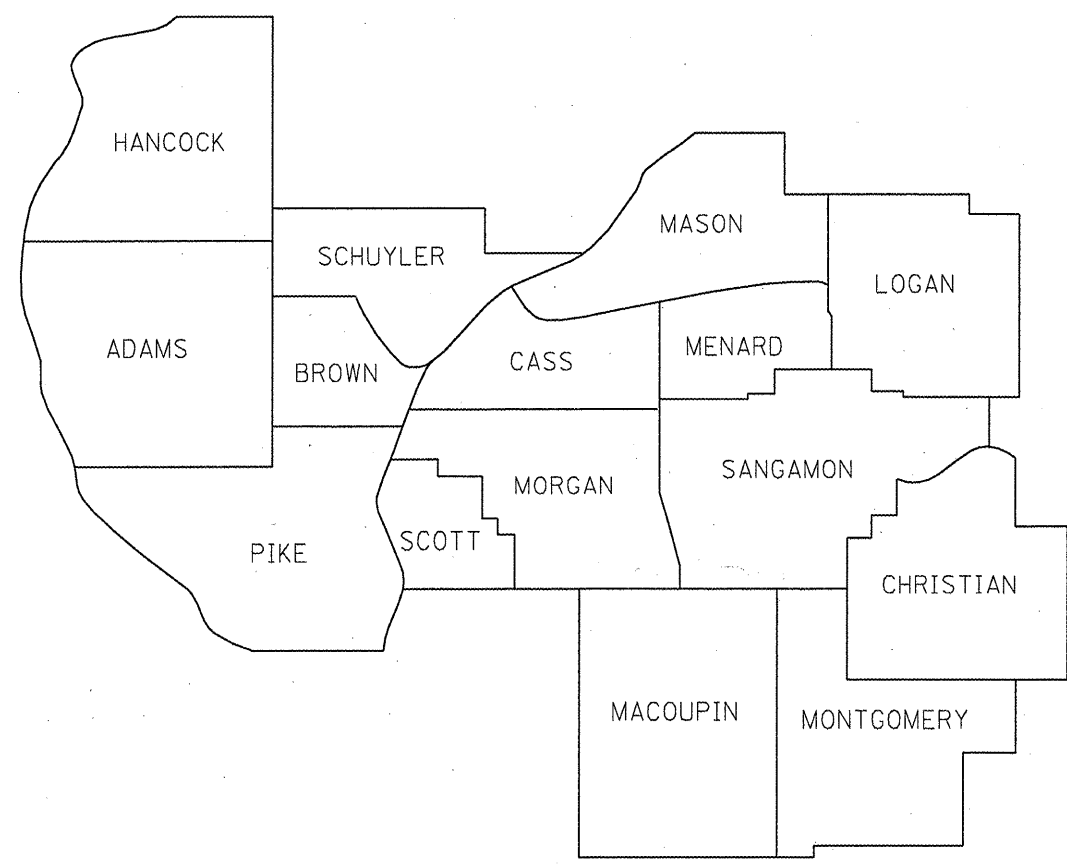 HANCOCK
MASON
SCHUYLER
LOGAN
ADAMS
MENARD
CASS
BROWN
SANGAMON
MORGAN
SCOTT
PIKE
CHRISTIAN
MACOUPIN
MONTGOMERY